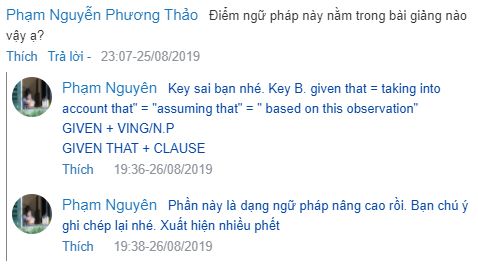 Phạm Nguyễn Phương Thảo Điểm ngữ pháp này nằm trong bài giảng nào
vậy ạ?
Thích Trả lời - 23:07-25/08/2019
Phạm Nguyên Key sai bạn nhé. Key B. given that = taking into
account that" = "assuming that" = " based on this observation"
GIVEN + VING/N.P
GIVEN THAT + CLAUSE
Thích 19:36-26/08/2019
Phạm Nguyên Phần này là dạng ngữ pháp nâng cao rồi. Bạn chú ý
ghi chép lại nhé. Xuất hiện nhiều phết
Thích 19:38-26/08/2019